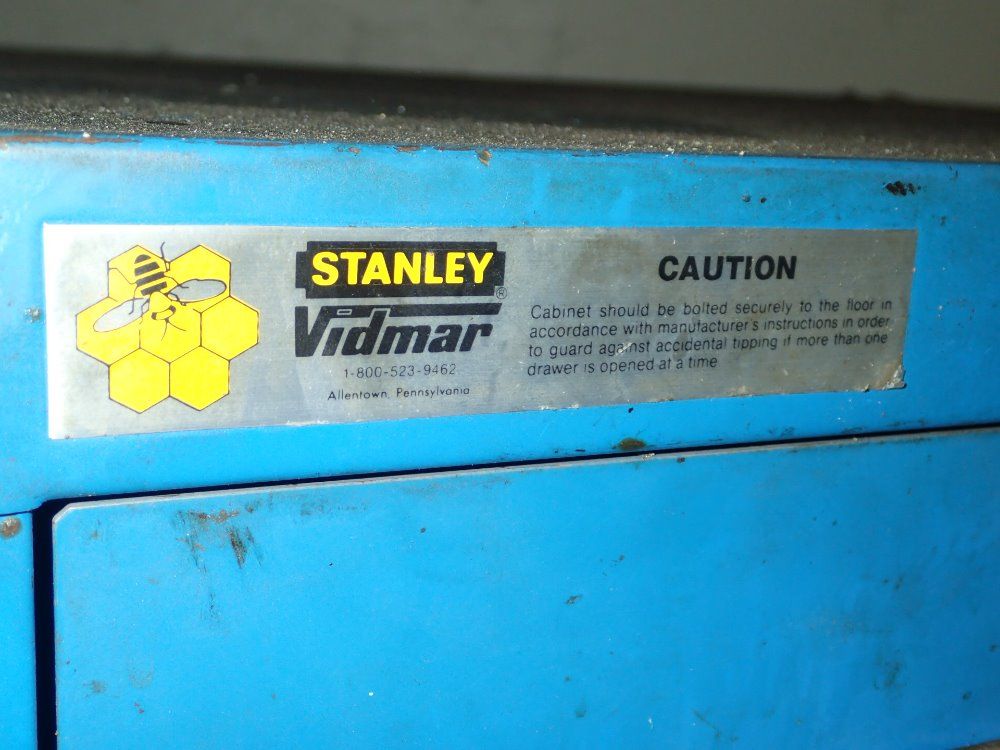 STANLEY
®
Vidmar
1-800-523-9462
Allentown, Pennsylvania
CAUTION
Cabinet should be bolted securely to the floor in
accordance with manufacturer's instructions in order
to guard against accidental tipping if more than one
drawer is opened at a time